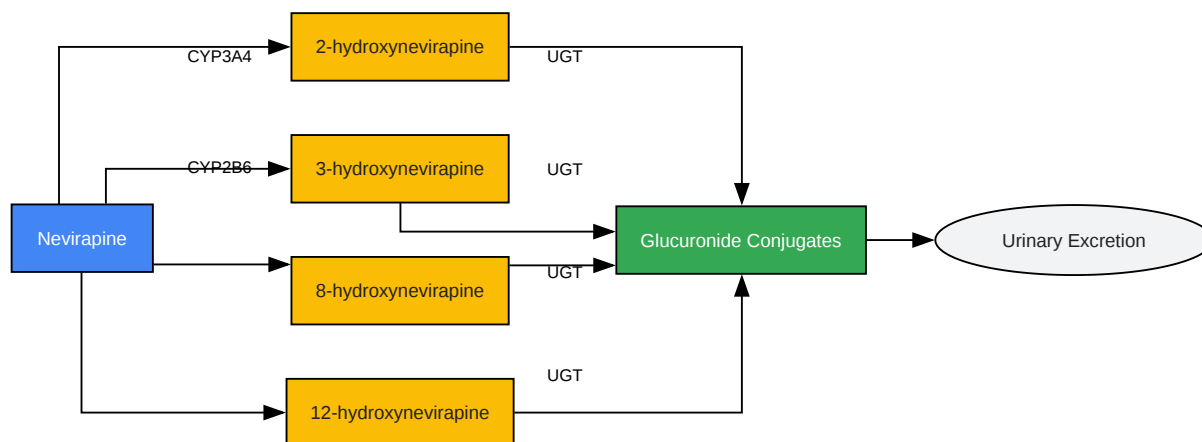 CYP3A4
2-hydroxynevirapine
UGT
CYP2B6
3-hydroxynevirapine
UGT
Nevirapine
Glucuronide Conjugates
Urinary Excretion
8-hydroxynevirapine
UGT
12-hydroxynevirapine
UGT